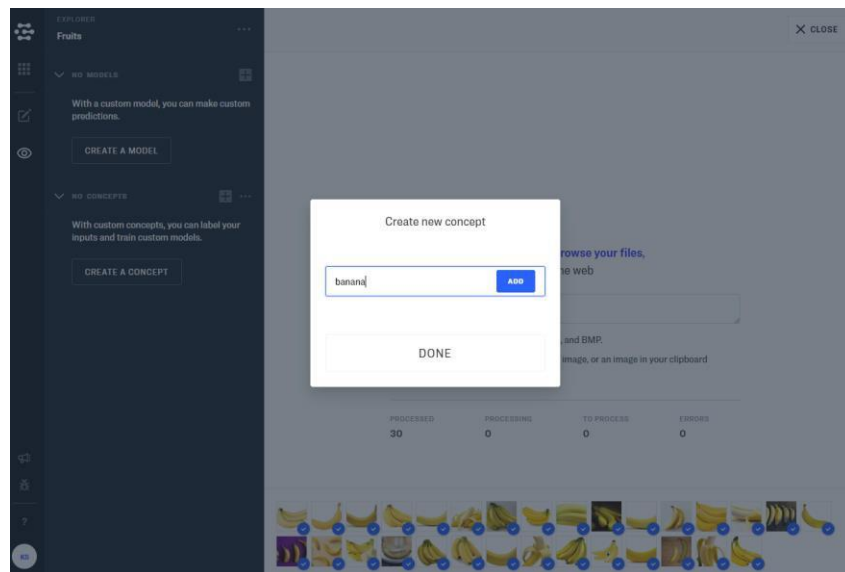 EXPLORER
Fruits
NO MODELS
With a custom model, you can make custom
predictions.
CREATE A MODEL
NO CONCEPTS
With custom concepts, you can label your
inputs and train custom models.
CREATE A CONCEPT
?
KS
CLOSE
Create new concept
banana
ADD
DONE
rowse your files,
he web
, and BMP.
image, or an image in your clipboard
PROCESSED PROCESSING TO PROCESS ERRORS
30 0 0 0